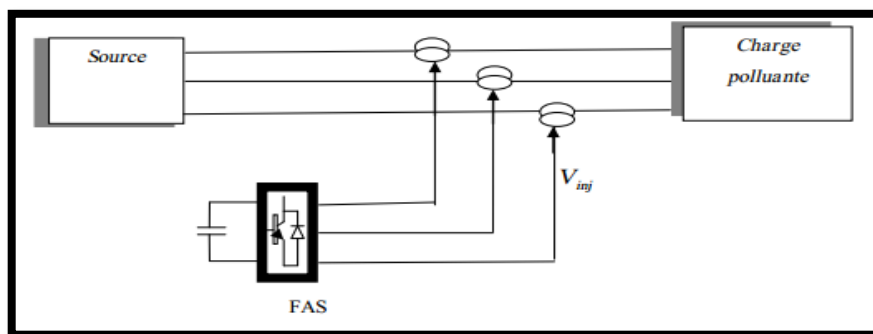 Source
Charge
polluante
V_inj
FAS